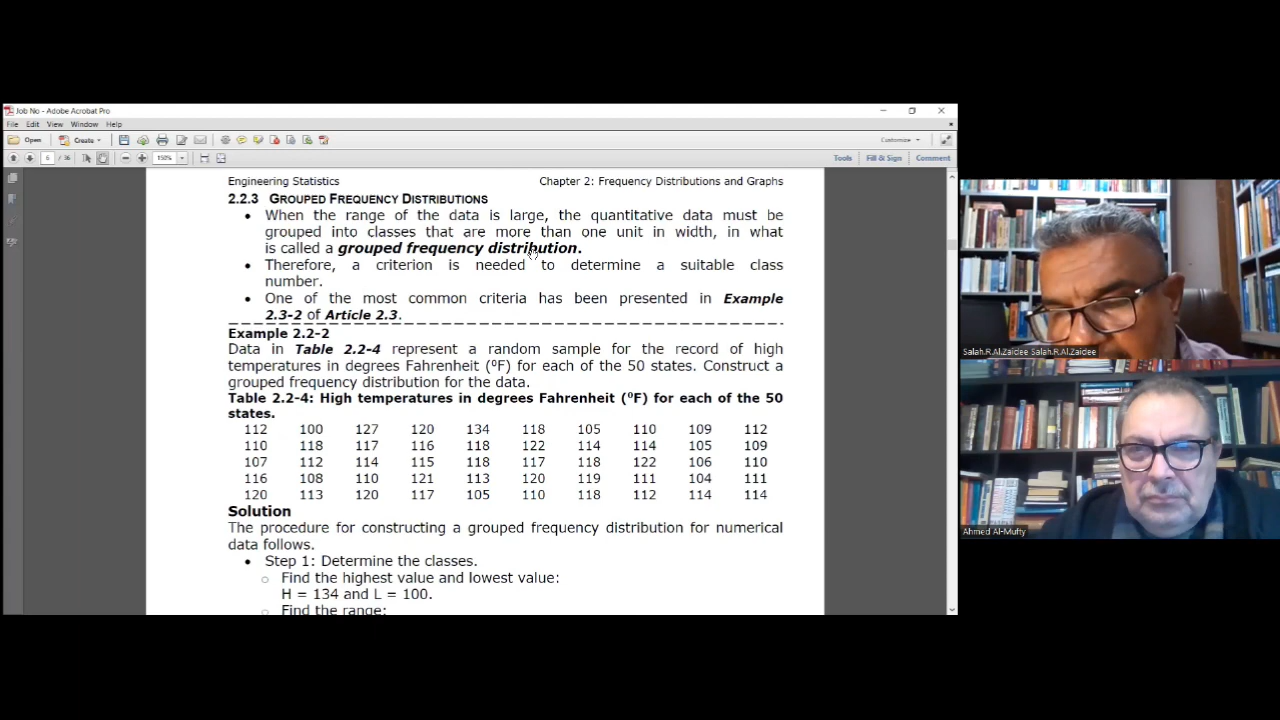 Job No - Adobe Acrobat Pro
File Edit View Window Help
Open Create Customize
6 / 36 150% Tools Fill & Sign Comment
Engineering Statistics Chapter 2: Frequency Distributions and Graphs
2.2.3 GROUPED FREQUENCY DISTRIBUTIONS
• When the range of the data is large, the quantitative data must be
grouped into classes that are more than one unit in width, in what
is called a grouped frequency distribution.
• Therefore, a criterion is needed to determine a suitable class
number.
• One of the most common criteria has been presented in Example
2.3-2 of Article 2.3.
Example 2.2-2
Data in Table 2.2-4 represent a random sample for the record of high
temperatures in degrees Fahrenheit (⁰F) for each of the 50 states. Construct a
grouped frequency distribution for the data.
Table 2.2-4: High temperatures in degrees Fahrenheit (⁰F) for each of the 50
states.
112 100 127 120 134 118 105 110 109 112
110 118 117 116 118 122 114 114 105 109
107 112 114 115 118 117 118 122 106 110
116 108 110 121 113 120 119 111 104 111
120 113 120 117 105 110 118 112 114 114
Solution
The procedure for constructing a grouped frequency distribution for numerical
data follows.
• Step 1: Determine the classes.
○ Find the highest value and lowest value:
H = 134 and L = 100.
○ Find the range:
Salah.R.Al.Zaidee Salah.R.Al.Zaidee
Ahmed Al-Mufty